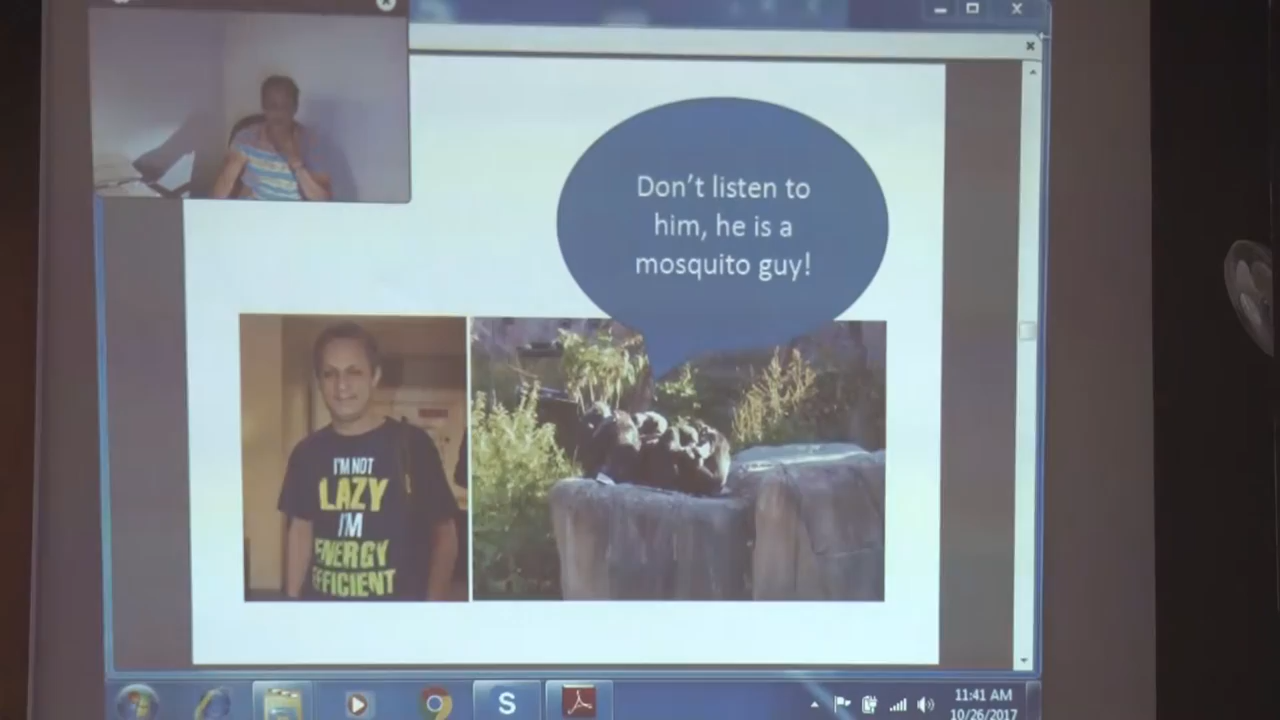 Don't listen to
him, he is a
mosquito guy!
I'M NOT
LAZY
I'M
ENERGY
EFFICIENT
S
11:41 AM
10/26/2017